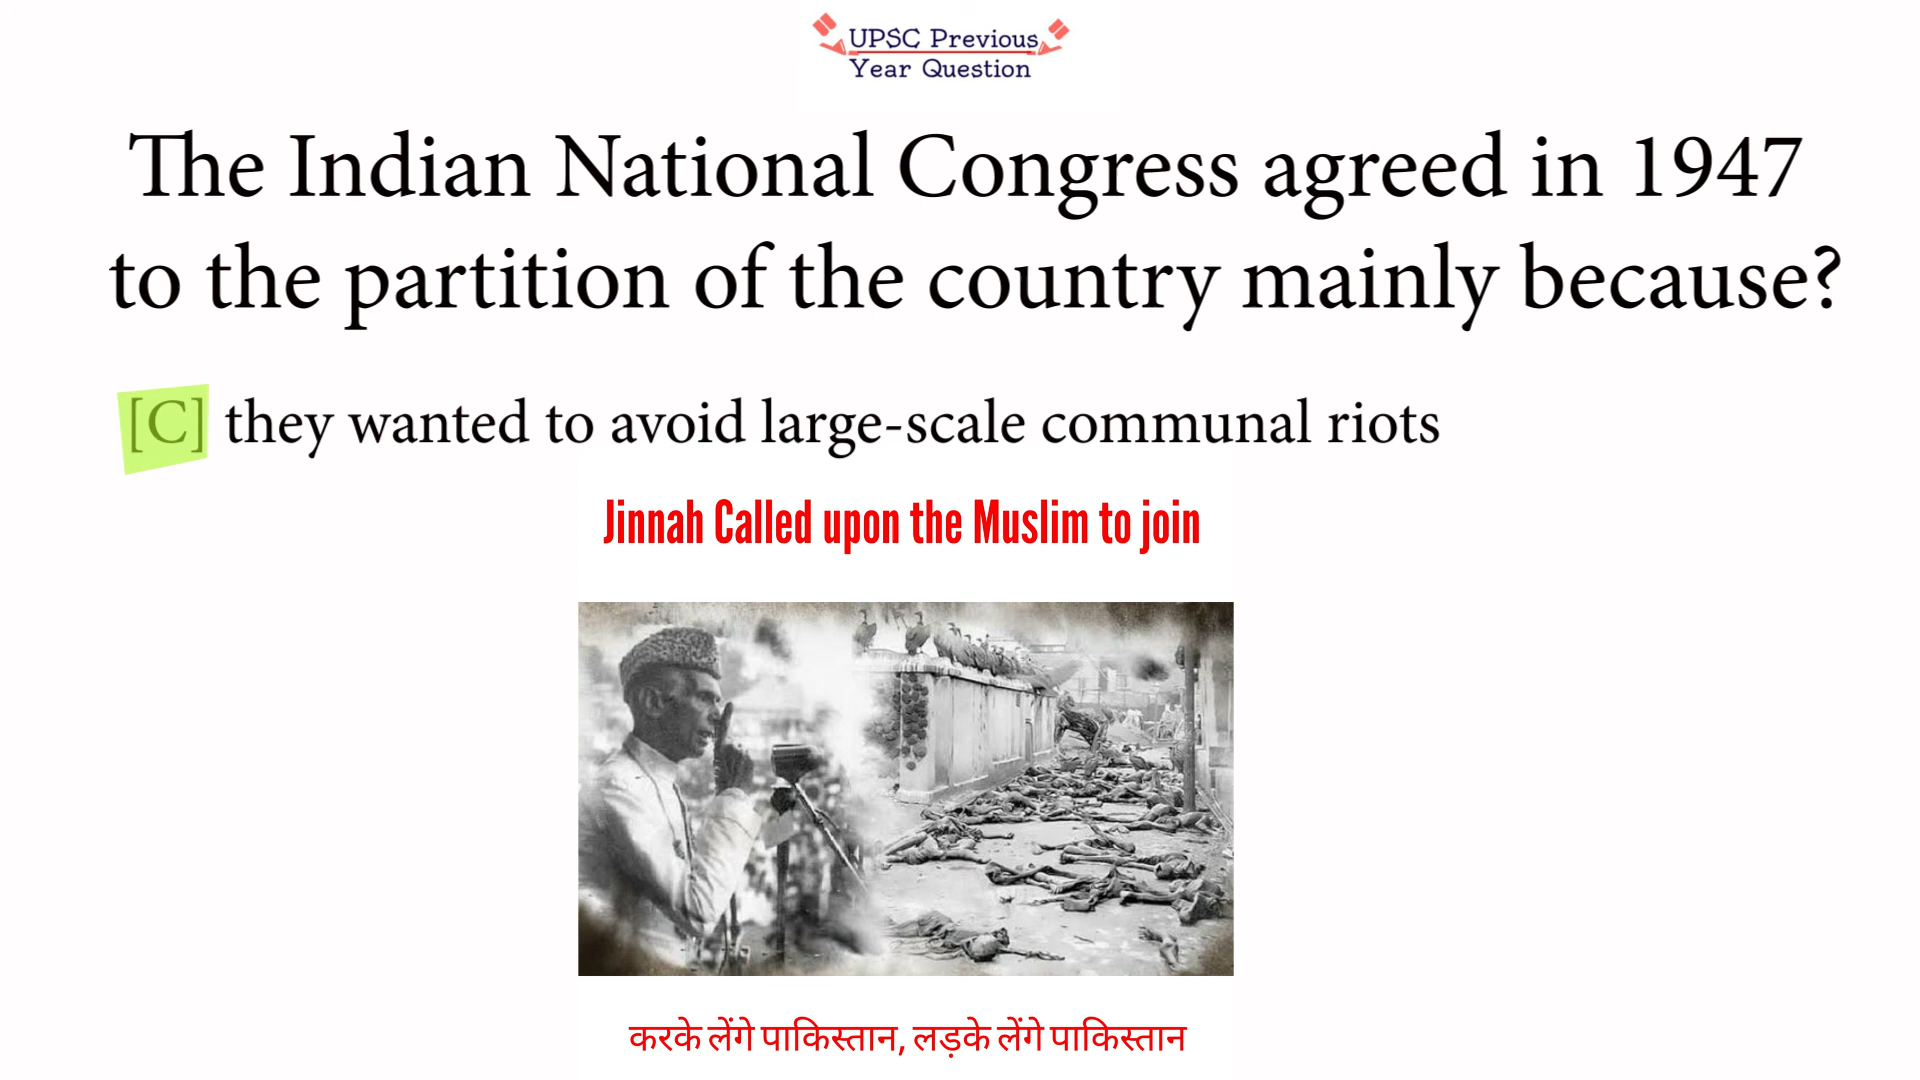 UPSC Previous
Year Question
The Indian National Congress agreed in 1947
to the partition of the country mainly because?
[C] they wanted to avoid large-scale communal riots
Jinnah Called upon the Muslim to join
करके लेंगे पाकिस्तान, लड़के लेंगे पाकिस्तान